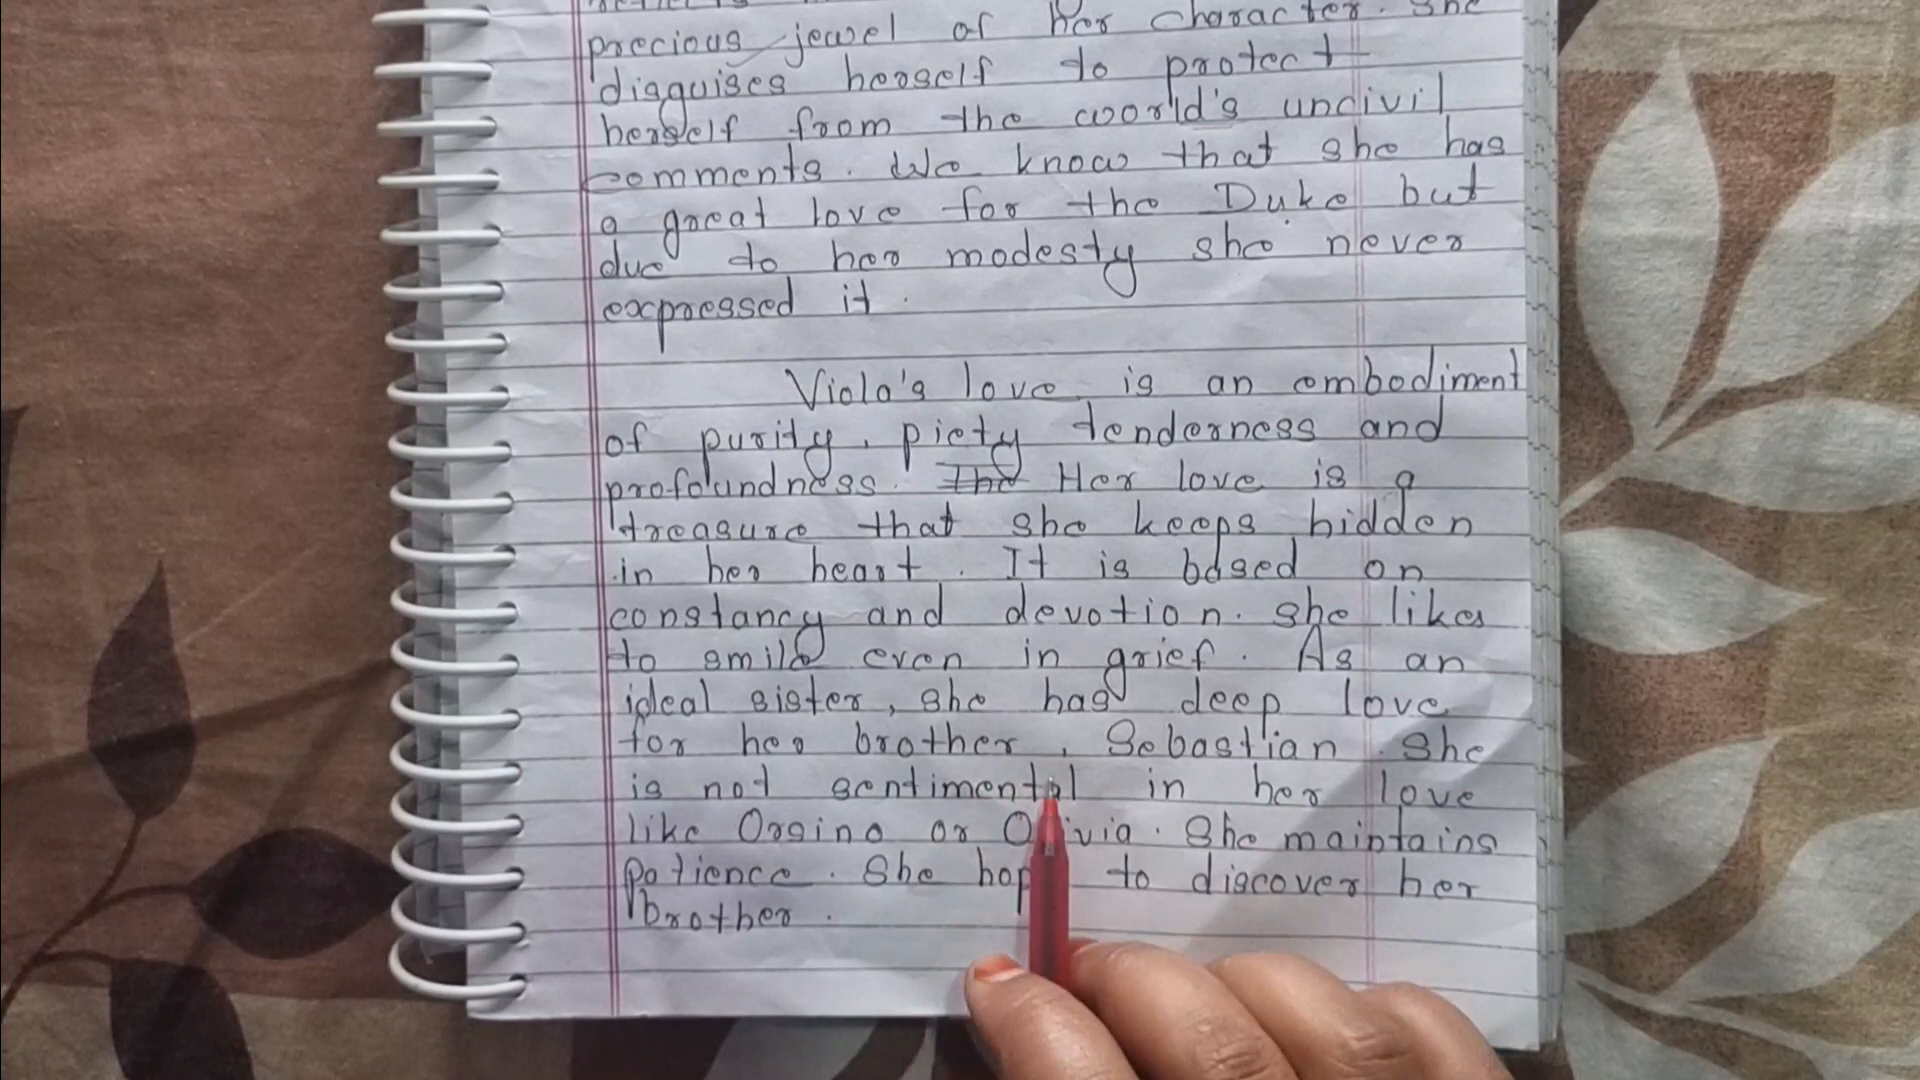 precious jewel of her character. She
disguises herself to protect
herself from the world's uncivil
comments. We know that she has
a great love for the Duke but
due to her modesty she never
expressed it.
Viola's love is an embodiment
of purity, piety tenderness and
profoundness. The Her love is a
treasure that she keeps hidden
in her heart. It is based on
constancy and devotion. She likes
to smile even in grief. As an
ideal sister, she has deep love
for her brother, Sebastian. She
is not sentimental in her love
like Orsino or Olivia. She maintains
patience. She to discover her
brother.